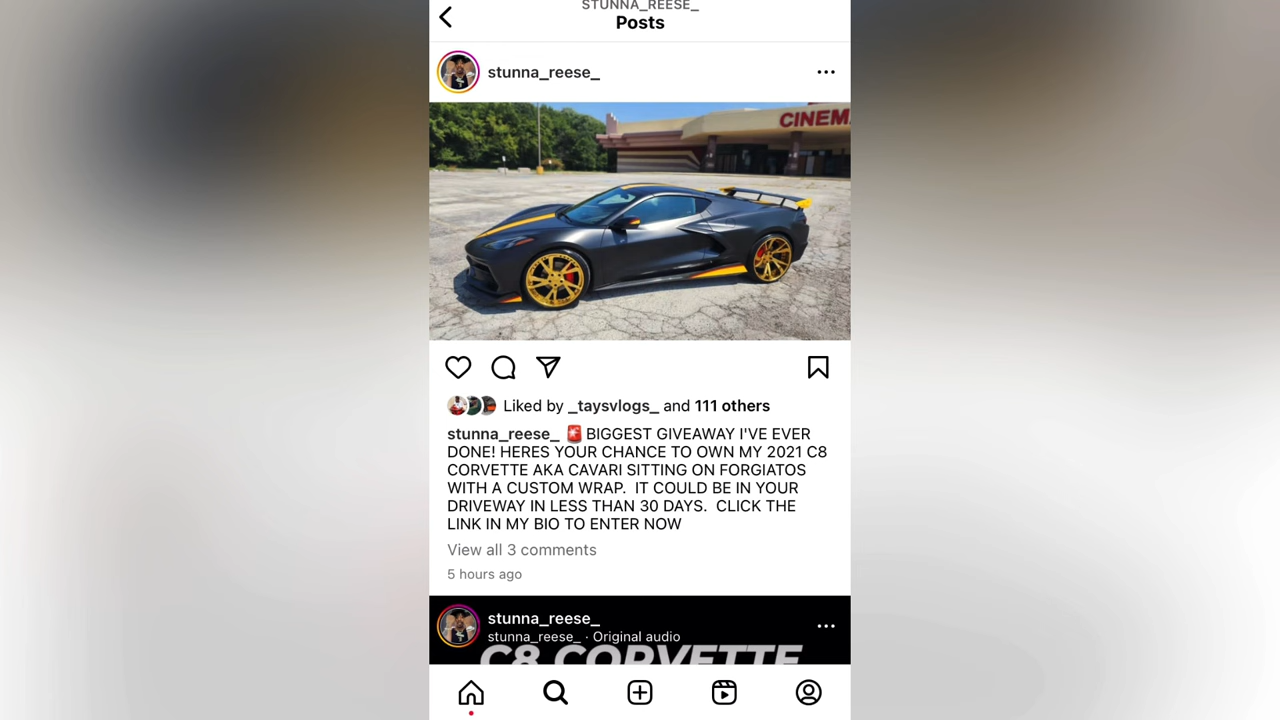 STUNNA_REESE_
Posts
stunna_reese_
CINEM
Liked by _taysvlogs_ and 111 others
stunna_reese_ 🚨BIGGEST GIVEAWAY I'VE EVER
DONE! HERES YOUR CHANCE TO OWN MY 2021 C8
CORVETTE AKA CAVARI SITTING ON FORGIATOS
WITH A CUSTOM WRAP.  IT COULD BE IN YOUR
DRIVEWAY IN LESS THAN 30 DAYS.  CLICK THE
LINK IN MY BIO TO ENTER NOW
View all 3 comments
5 hours ago
stunna_reese_
stunna_reese_ · Original audio
C8 CORVETTE